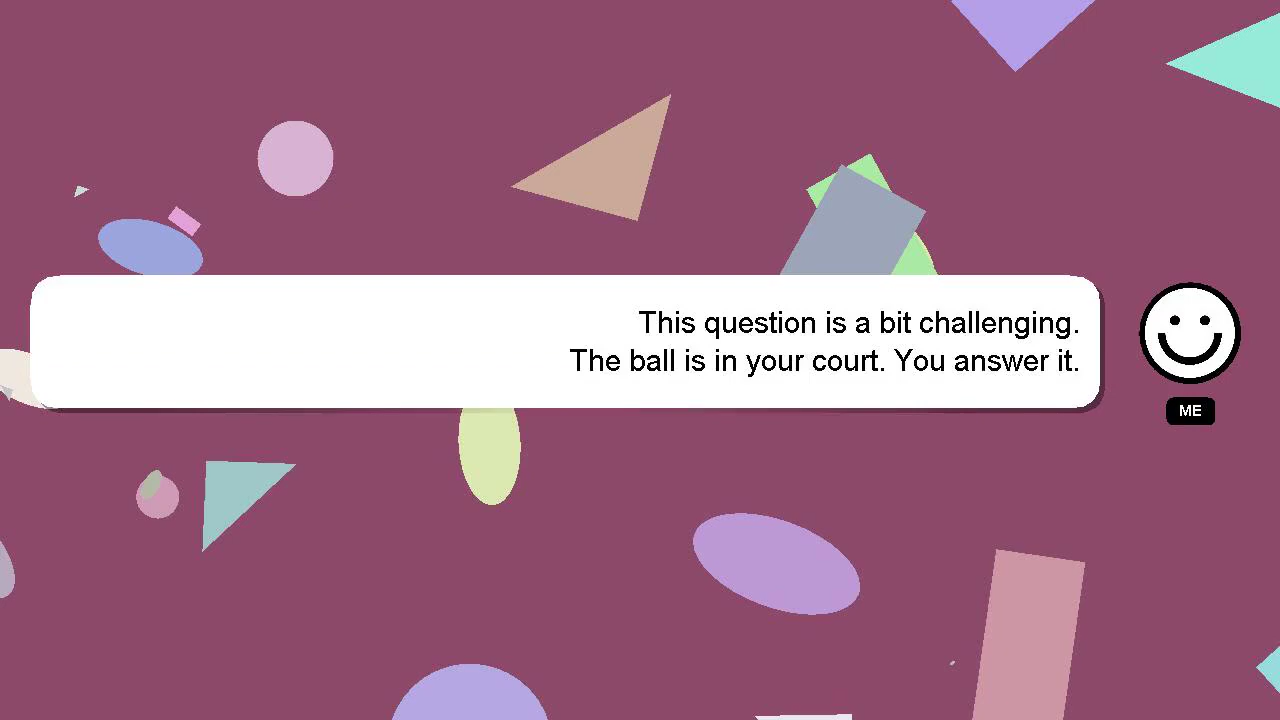 This question is a bit challenging.
The ball is in your court. You answer it.
ME